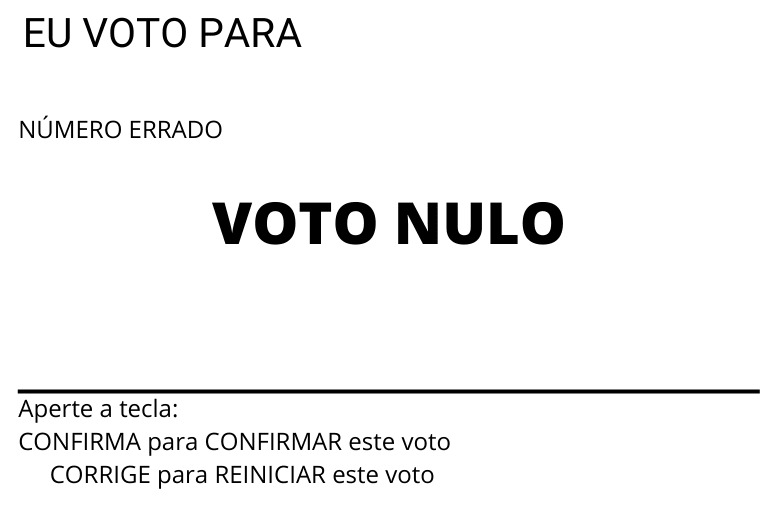 EU VOTO PARA
NÚMERO ERRADO
VOTO NULO
Aperte a tecla:
CONFIRMA para CONFIRMAR este voto
CORRIGE para REINICIAR este voto